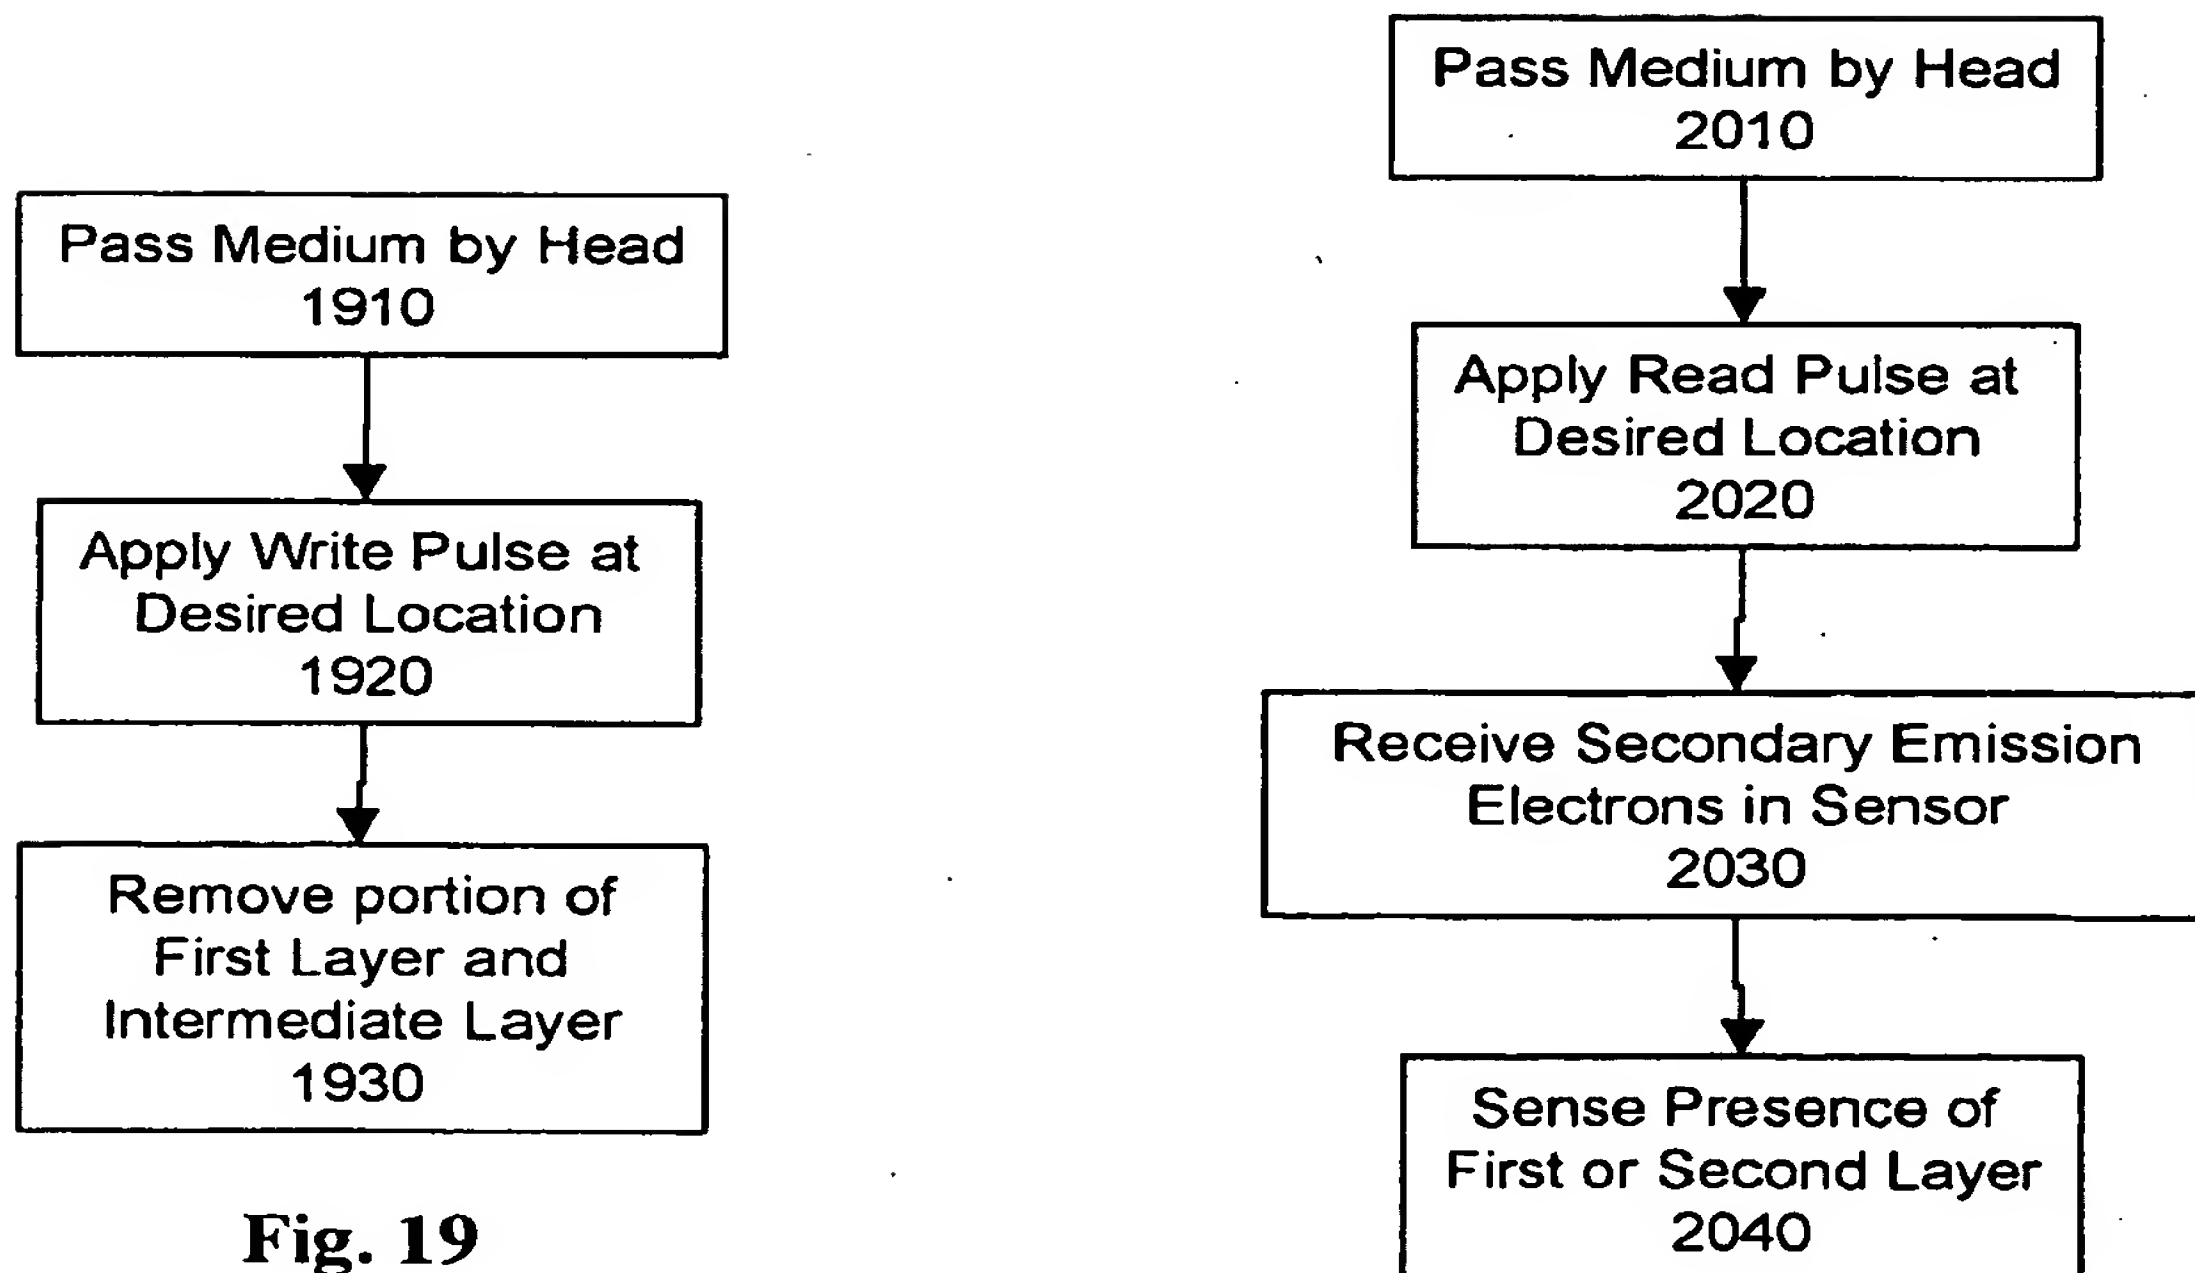 Pass Medium by Head
1910
Apply Write Pulse at
Desired Location
1920
Remove portion of
First Layer and
Intermediate Layer
1930
Fig. 19
Pass Medium by Head
2010
Apply Read Pulse at
Desired Location
2020
Receive Secondary Emission
Electrons in Sensor
2030
Sense Presence of
First or Second Layer
2040